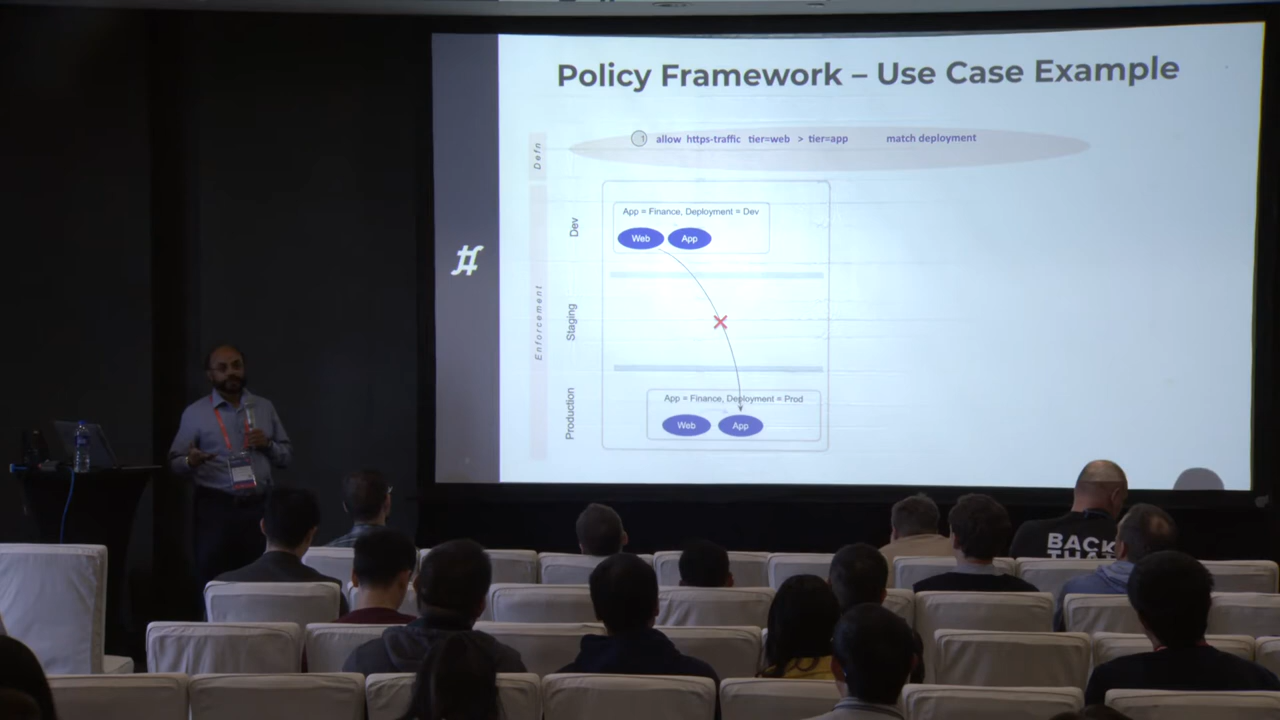 Policy Framework – Use Case Example
1 allow https-traffic tier=web > tier=app match deployment
Defn
Enforcement
Dev
App = Finance, Deployment = Dev
Web App
Staging
Production
App = Finance, Deployment = Prod
Web App
BACK
THAT